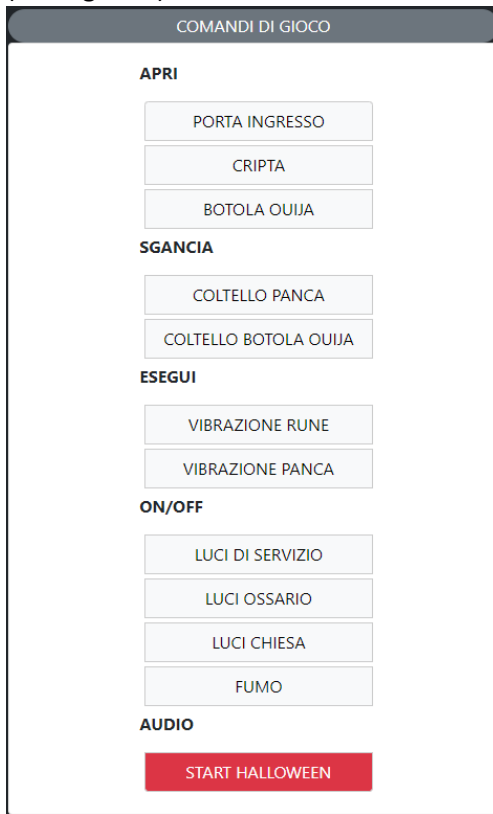 COMANDI DI GIOCO
APRI
PORTA INGRESSO
CRIPTA
BOTOLA OUIJA
SGANCIA
COLTELLO PANCA
COLTELLO BOTOLA OUIJA
ESEGUI
VIBRAZIONE RUNE
VIBRAZIONE PANCA
ON/OFF
LUCI DI SERVIZIO
LUCI OSSARIO
LUCI CHIESA
FUMO
AUDIO
START HALLOWEEN